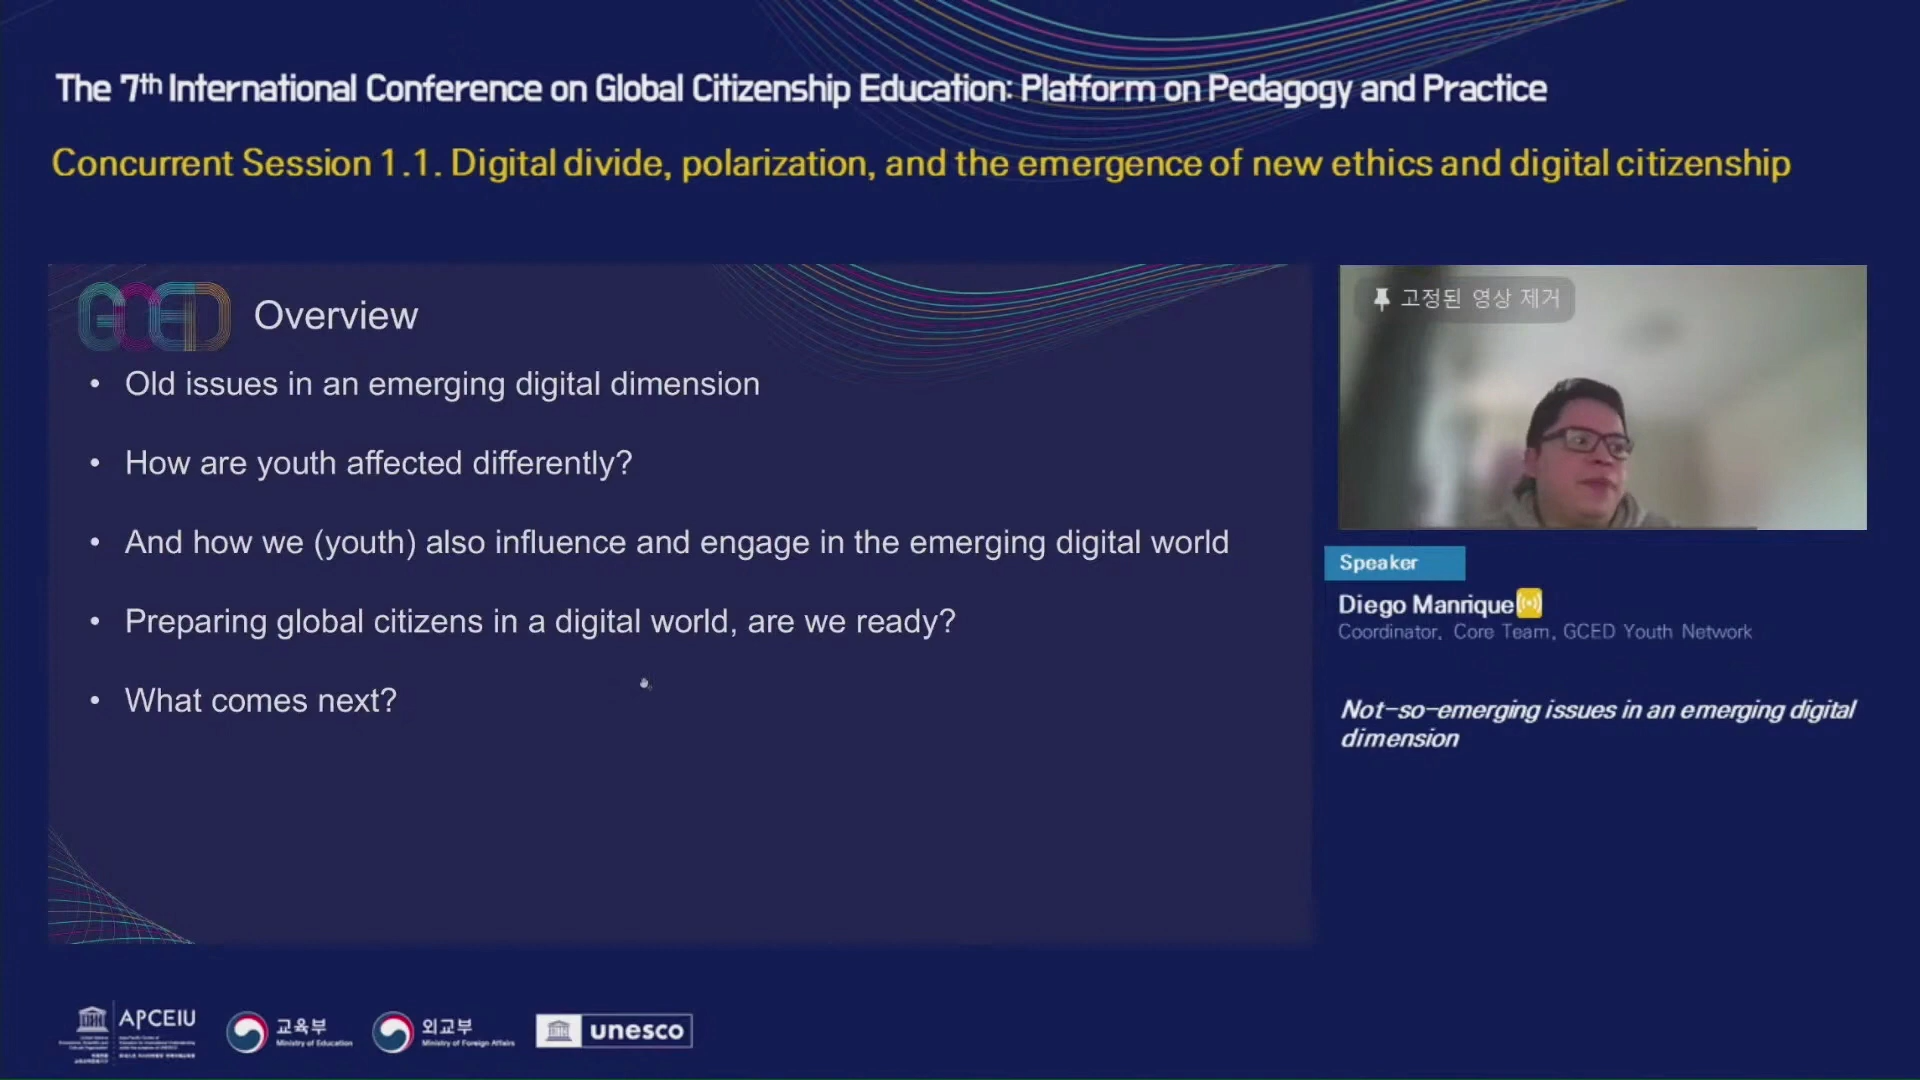 The 7th International Conference on Global Citizenship Education: Platform on Pedagogy and Practice
Concurrent Session 1.1. Digital divide, polarization, and the emergence of new ethics and digital citizenship
GCED
Overview
• Old issues in an emerging digital dimension
• How are youth affected differently?
• And how we (youth) also influence and engage in the emerging digital world
• Preparing global citizens in a digital world, are we ready?
• What comes next?
고정된 영상 제거
Speaker
Diego Manrique
Coordinator, Core Team, GCED Youth Network
Not-so-emerging issues in an emerging digital
dimension
APCEIU
교육부
Ministry of Education
외교부
Ministry of Foreign Affairs
unesco